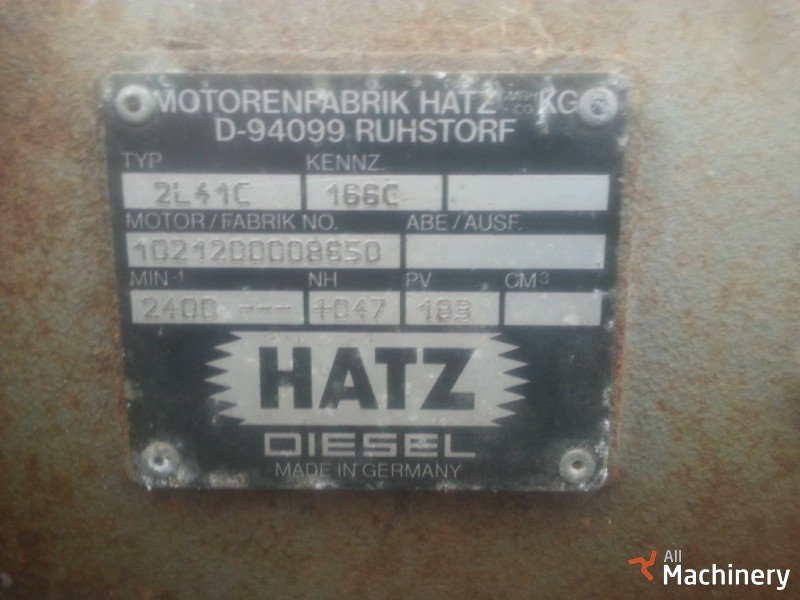 MOTORENFABRIK HATZ GMBH + CO KG
D-94099 RUHSTORF
TYP KENNZ.
2L41C 166C
MOTOR / FABRIK NO. ABE / AUSF.
1021200008650
MIN-1 NH PV CM3
2400 --- +047 183
HATZ
DIESEL
MADE IN GERMANY
All
Machinery